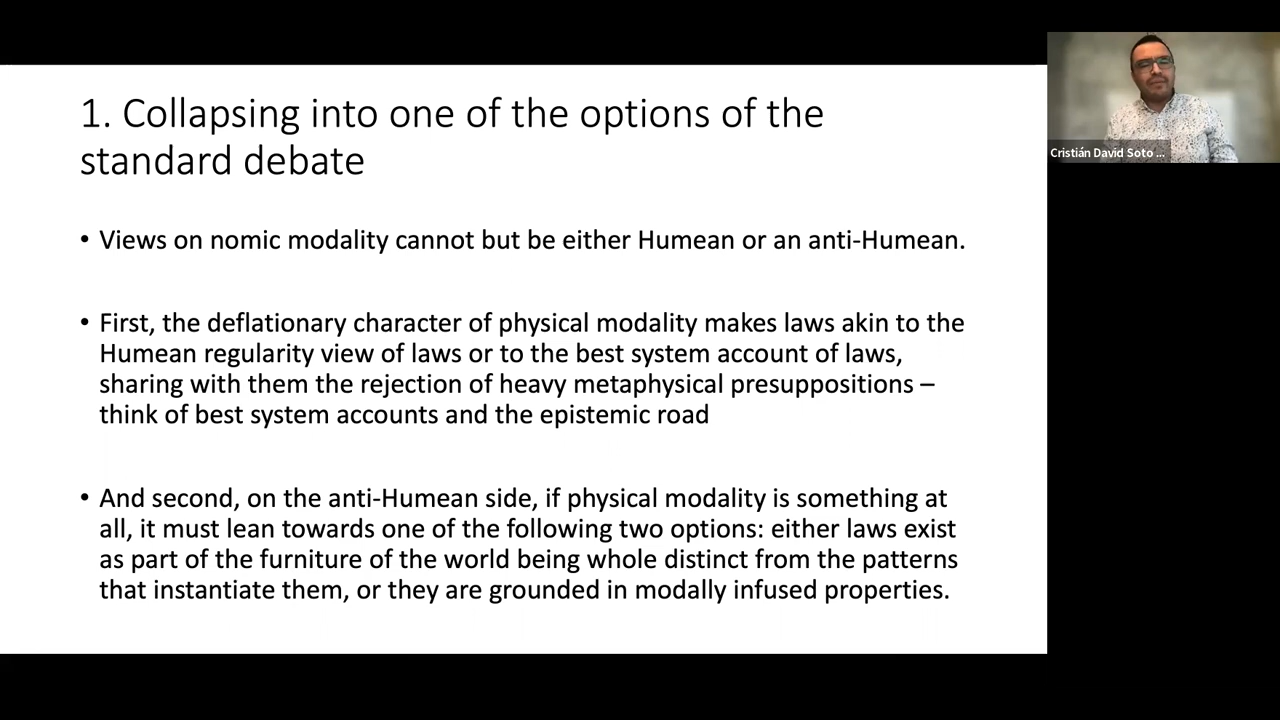 1. Collapsing into one of the options of the
standard debate
• Views on nomic modality cannot but be either Humean or an anti-Humean.
• First, the deflationary character of physical modality makes laws akin to the
Humean regularity view of laws or to the best system account of laws,
sharing with them the rejection of heavy metaphysical presuppositions –
think of best system accounts and the epistemic road
• And second, on the anti-Humean side, if physical modality is something at
all, it must lean towards one of the following two options: either laws exist
as part of the furniture of the world being whole distinct from the patterns
that instantiate them, or they are grounded in modally infused properties.
Cristián David Soto ...